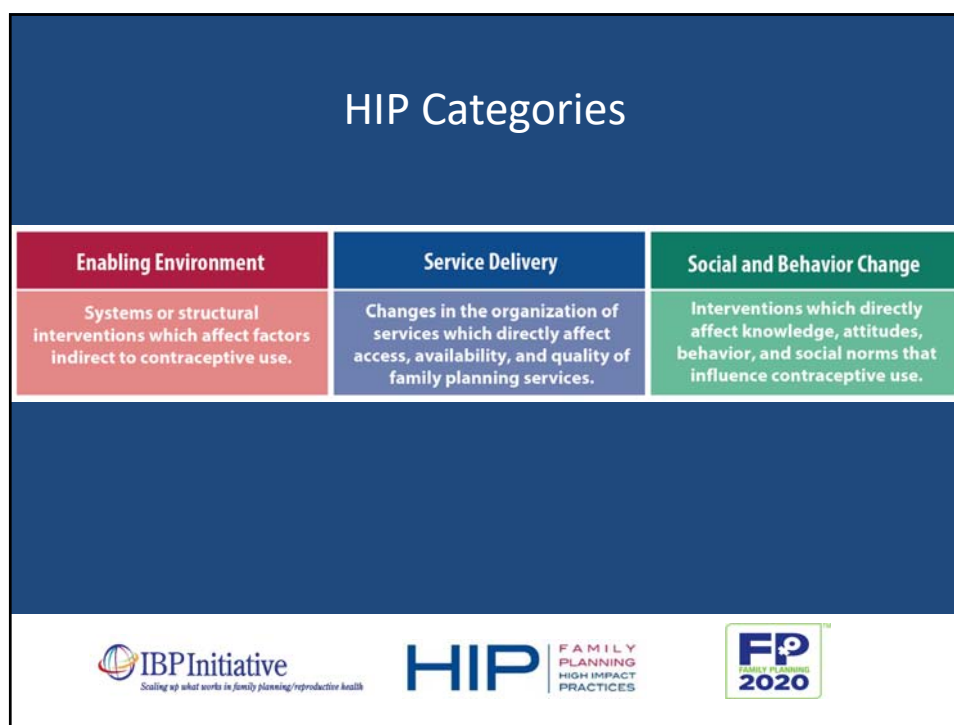 HIP Categories
Enabling Environment
Systems or structural
interventions which affect factors
indirect to contraceptive use.
Service Delivery
Changes in the organization of
services which directly affect
access, availability, and quality of
family planning services.
Social and Behavior Change
Interventions which directly
affect knowledge, attitudes,
behavior, and social norms that
influence contraceptive use.
IBPInitiative
Scaling up what works in family planning/reproductive health
HIP
FAMILY
PLANNING
HIGH IMPACT
PRACTICES
FP
TM
FAMILY PLANNING
2020